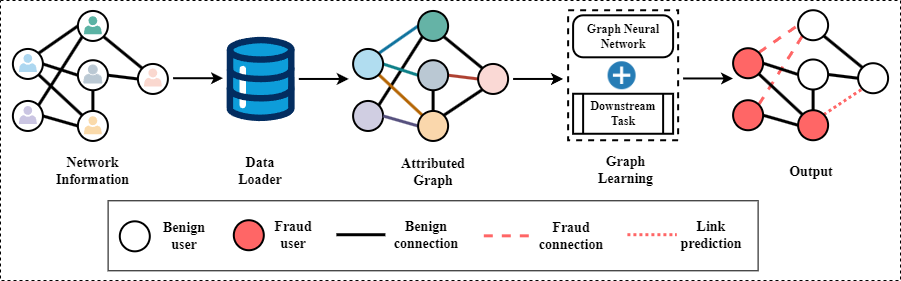 Graph Neural
Network
Downstream
Task
Network
Information
Data
Loader
Attributed
Graph
Graph
Learning
Output
Benign
user
Fraud
user
Benign
connection
Fraud
connection
Link
prediction